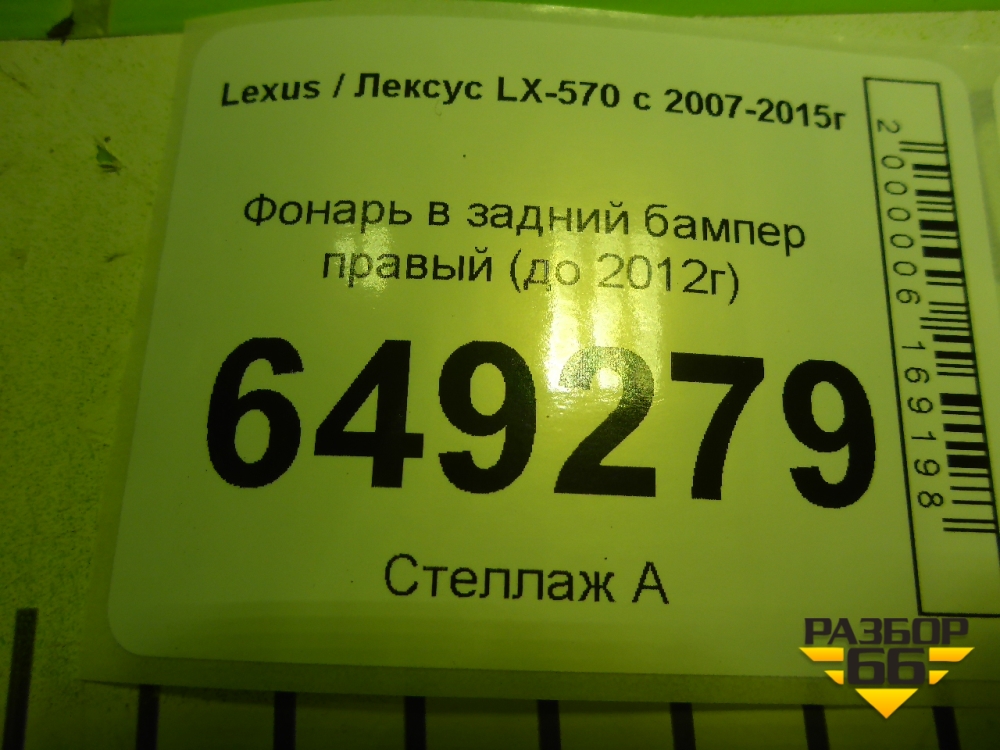 Lexus / Лексус LX-570 с 2007-2015г
Фонарь в задний бампер
правый (до 2012г)
649279
Стеллаж А
2000006169198
РАЗБОР
66